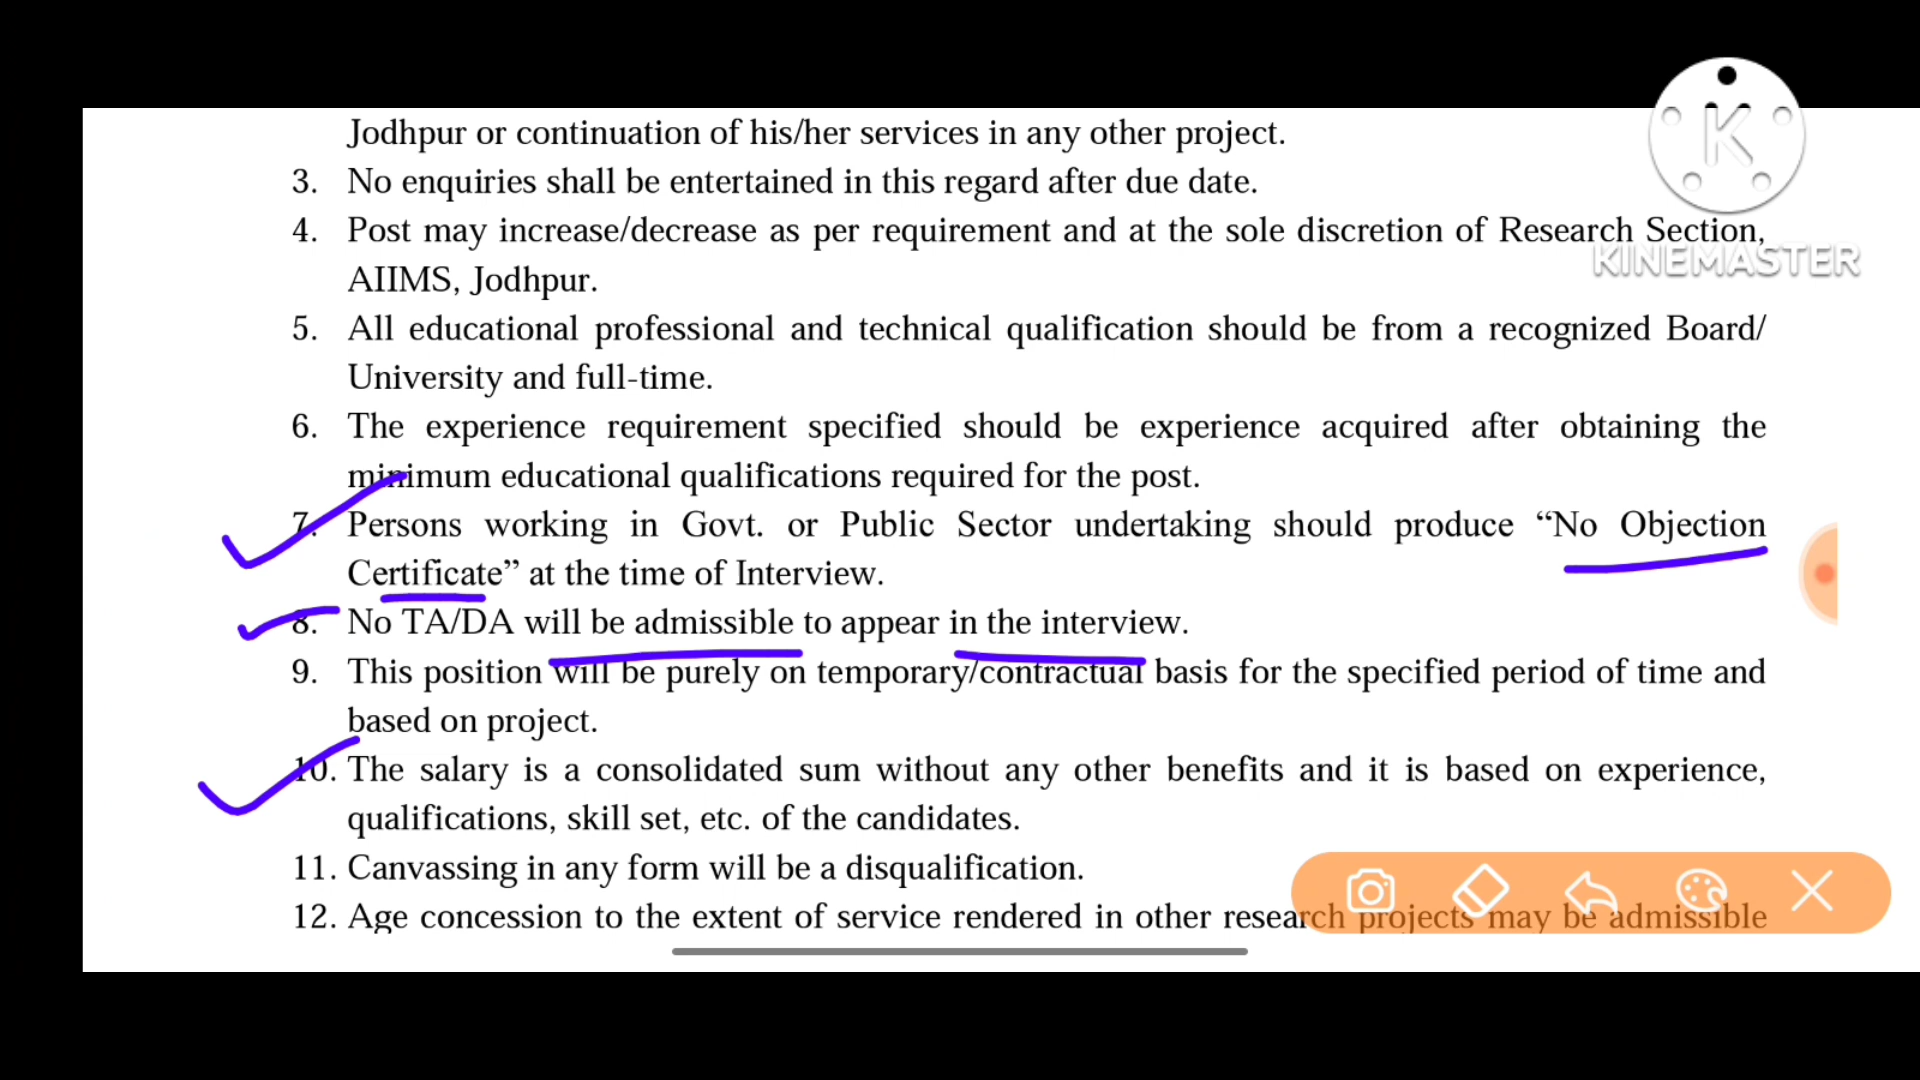 Jodhpur or continuation of his/her services in any other project.
3. No enquiries shall be entertained in this regard after due date.
4. Post may increase/decrease as per requirement and at the sole discretion of Research Section,
AIIMS, Jodhpur.
5. All educational professional and technical qualification should be from a recognized Board/
University and full-time.
6. The experience requirement specified should be experience acquired after obtaining the
minimum educational qualifications required for the post.
7. Persons working in Govt. or Public Sector undertaking should produce “No Objection
Certificate” at the time of Interview.
8. No TA/DA will be admissible to appear in the interview.
9. This position will be purely on temporary/contractual basis for the specified period of time and
based on project.
10. The salary is a consolidated sum without any other benefits and it is based on experience,
qualifications, skill set, etc. of the candidates.
11. Canvassing in any form will be a disqualification.
12. Age concession to the extent of service rendered in other research projects may be admissible
K
KINEMASTER